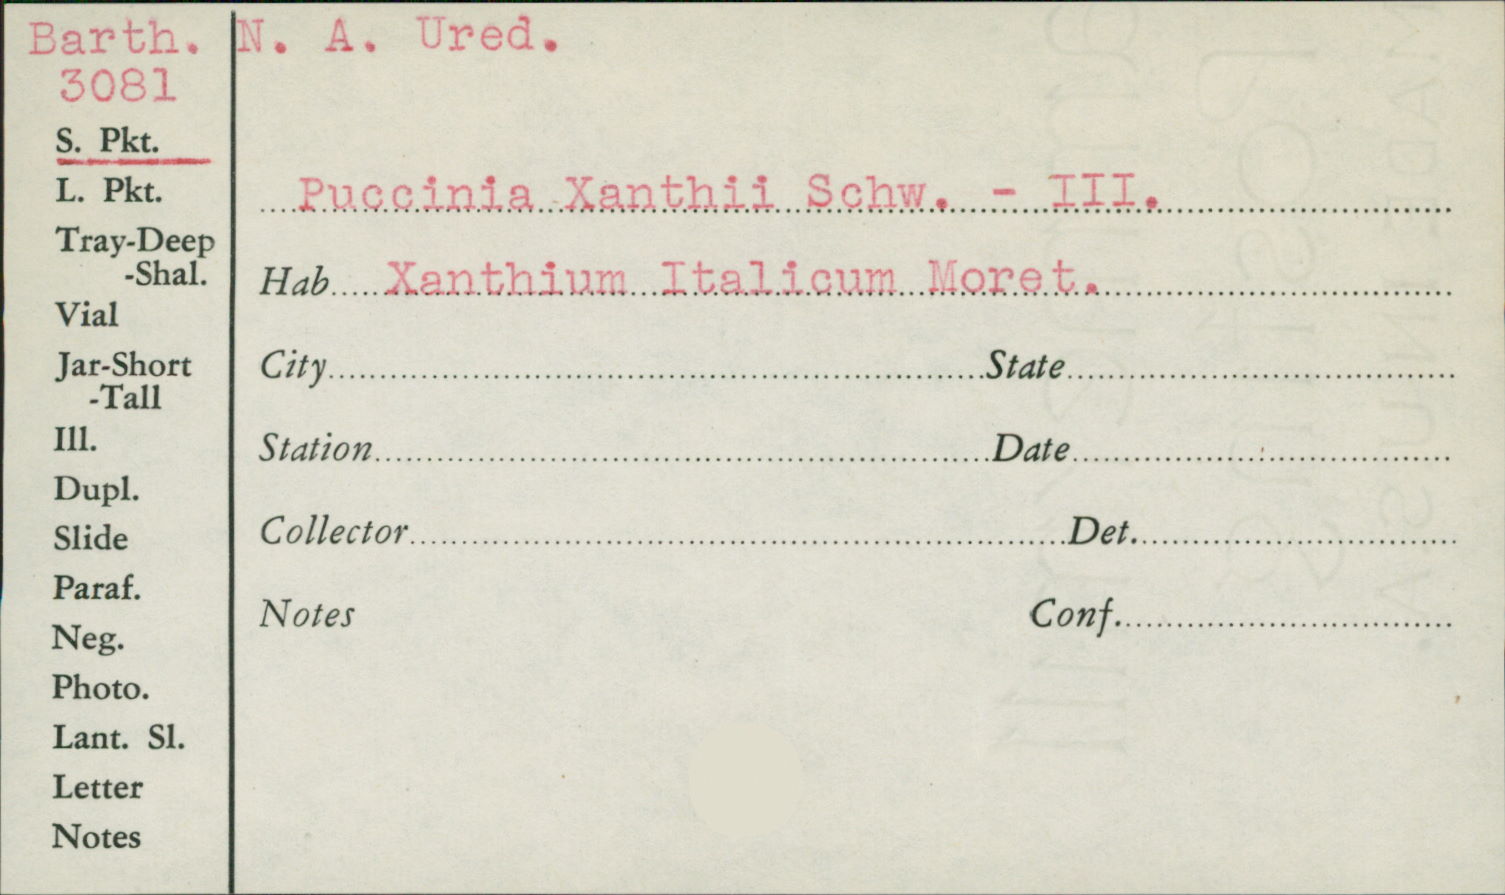 Barth. N. A. Ured.
3081
S. Pkt.
L. Pkt.
Tray-Deep
-Shal.
Vial
Jar-Short
-Tall
Ill.
Dupl.
Slide
Paraf.
Neg.
Photo.
Lant. Sl.
Letter
Notes
Puccinia Xanthii Schw. - III.
Hab Xanthium Italicum Moret.
City State
Station Date
Collector Det.
Notes Conf.